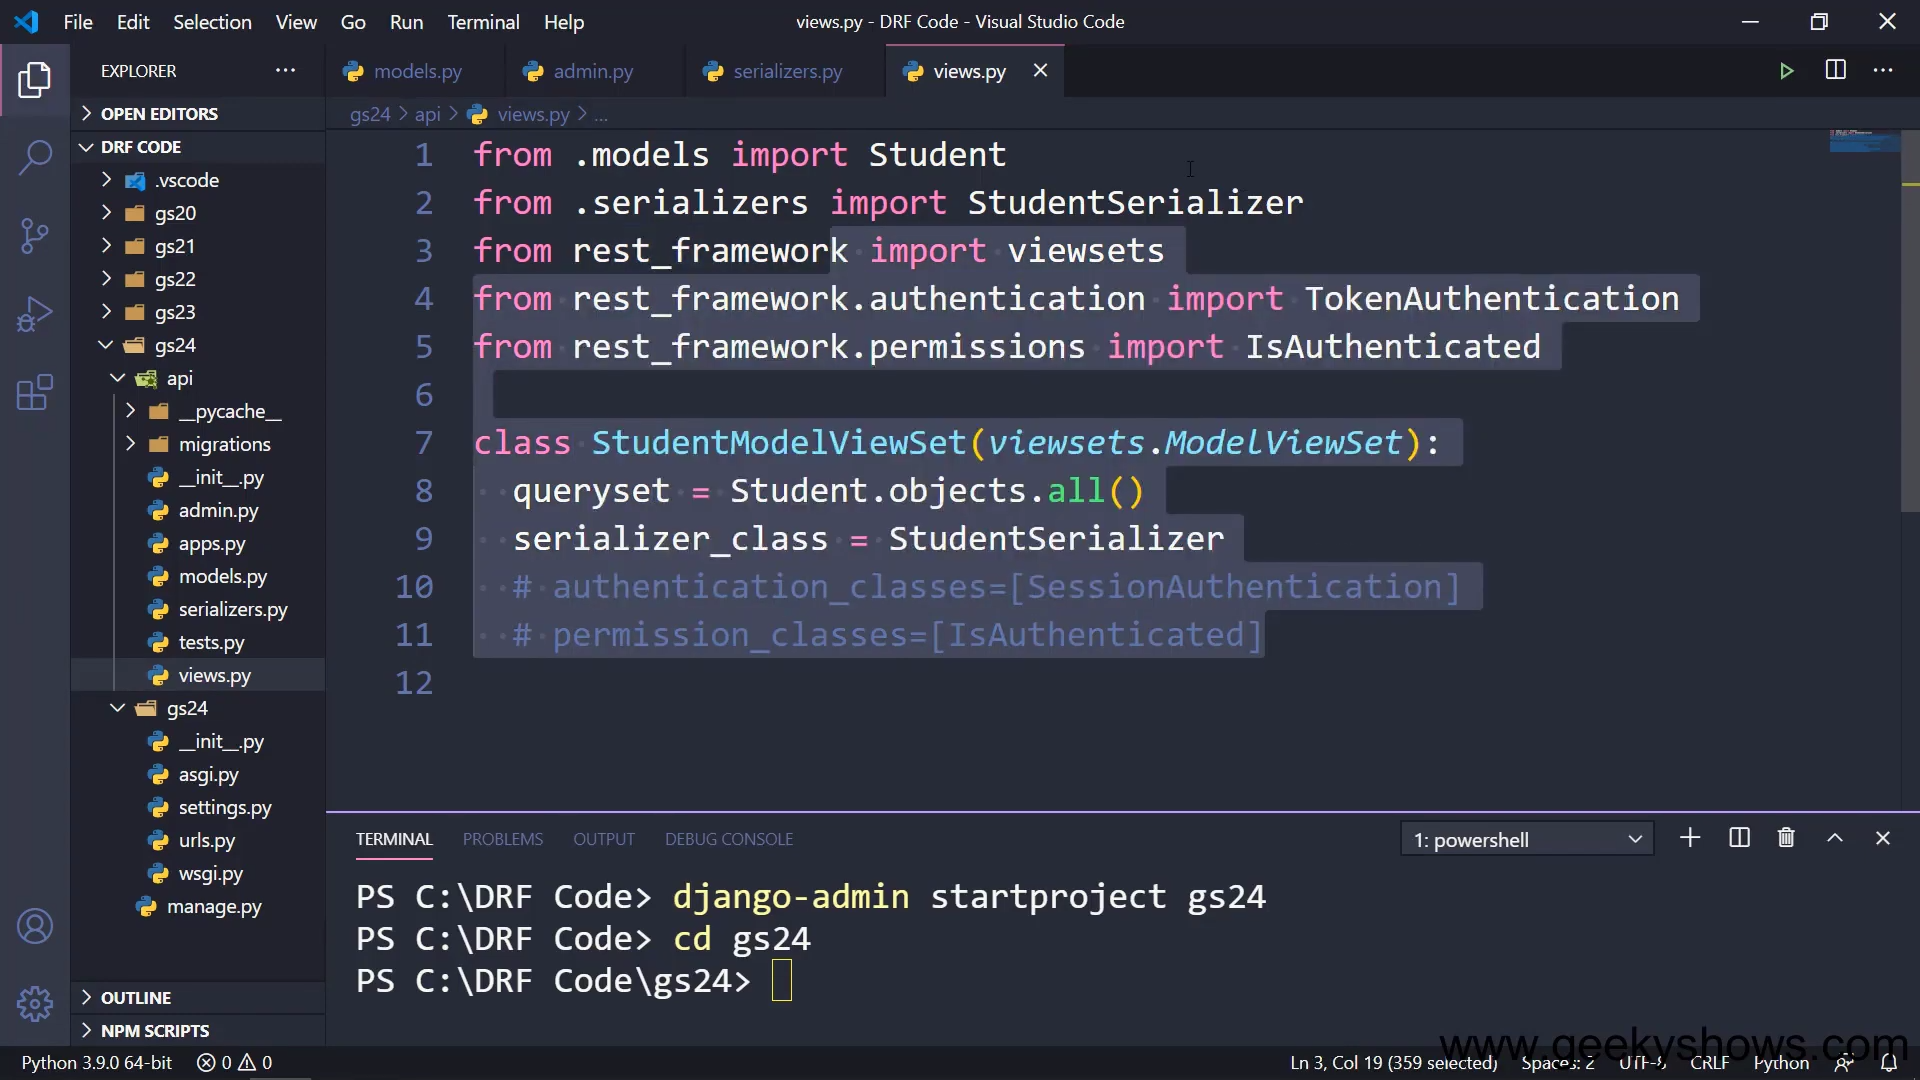 File Edit Selection View Go Run Terminal Help
views.py - DRF Code - Visual Studio Code
EXPLORER
OPEN EDITORS
DRF CODE
.vscode
gs20
gs21
gs22
gs23
gs24
api
__pycache__
migrations
__init__.py
admin.py
apps.py
models.py
serializers.py
tests.py
views.py
gs24
__init__.py
asgi.py
settings.py
urls.py
wsgi.py
manage.py
OUTLINE
NPM SCRIPTS
models.py admin.py serializers.py views.py
gs24 > api > views.py > ...
1 from .models import Student
2 from .serializers import StudentSerializer
3 from rest_framework import viewsets
4 from rest_framework.authentication import TokenAuthentication
5 from rest_framework.permissions import IsAuthenticated
6
7 class StudentModelViewSet(viewsets.ModelViewSet):
8 queryset = Student.objects.all()
9 serializer_class = StudentSerializer
10 # authentication_classes=[SessionAuthentication]
11 # permission_classes=[IsAuthenticated]
12
TERMINAL PROBLEMS OUTPUT DEBUG CONSOLE
1: powershell
PS C:\DRF Code> django-admin startproject gs24
PS C:\DRF Code> cd gs24
PS C:\DRF Code\gs24>
www.geekyshows.com
Python 3.9.0 64-bit 0 0
Ln 3, Col 19 (359 selected) Spaces: 2 UTF-8 CRLF Python